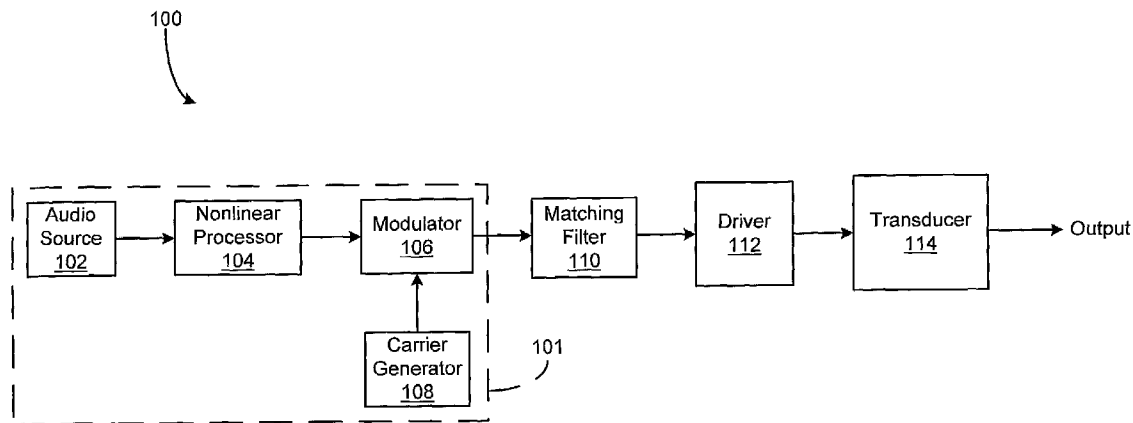 100
Audio
Source
102
Nonlinear
Processor
104
Modulator
106
Matching
Filter
110
Driver
112
Transducer
114
Output
Carrier
Generator
108
101